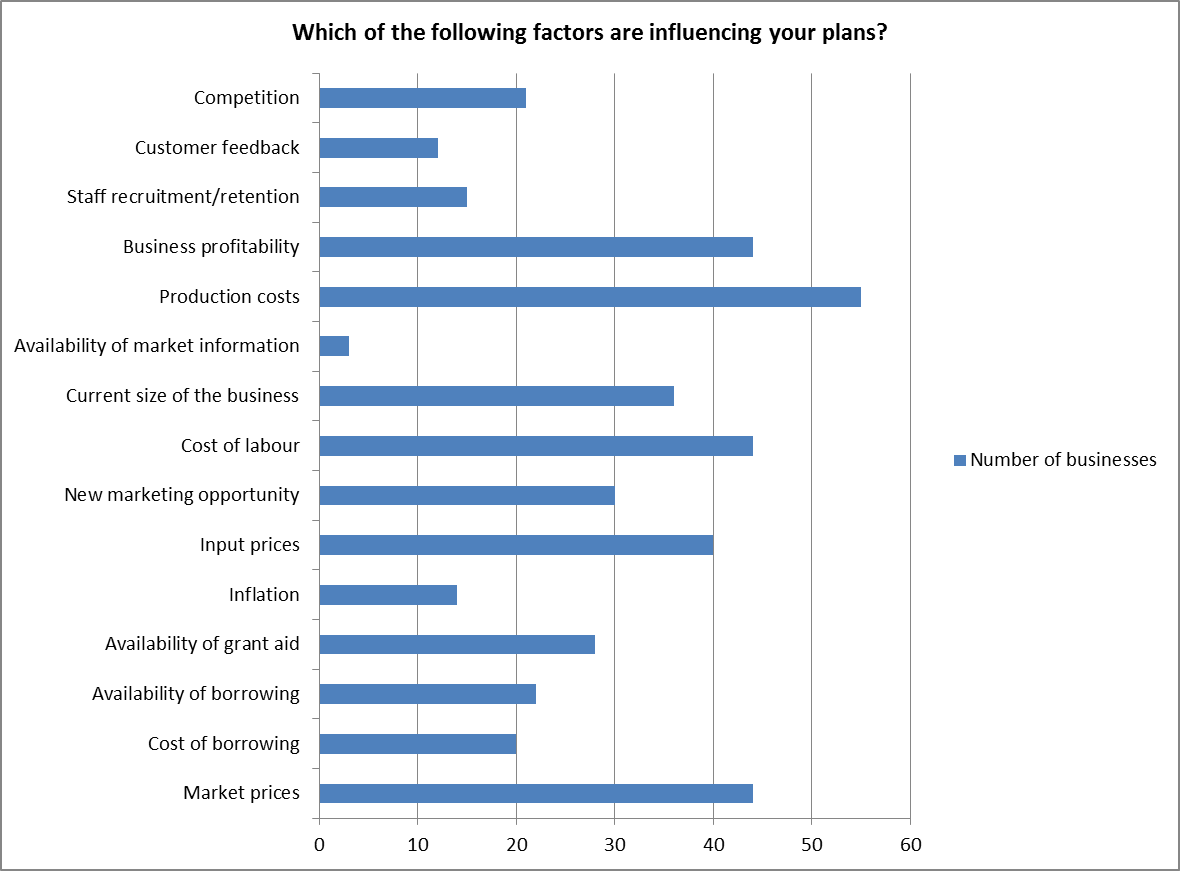 Which of the following factors are influencing your plans?
Competition
Customer feedback
Staff recruitment/retention
Business profitability
Production costs
Availability of market information
Current size of the business
Cost of labour
New marketing opportunity
Input prices
Inflation
Availability of grant aid
Availability of borrowing
Cost of borrowing
Market prices
0 10 20 30 40 50 60
Number of businesses